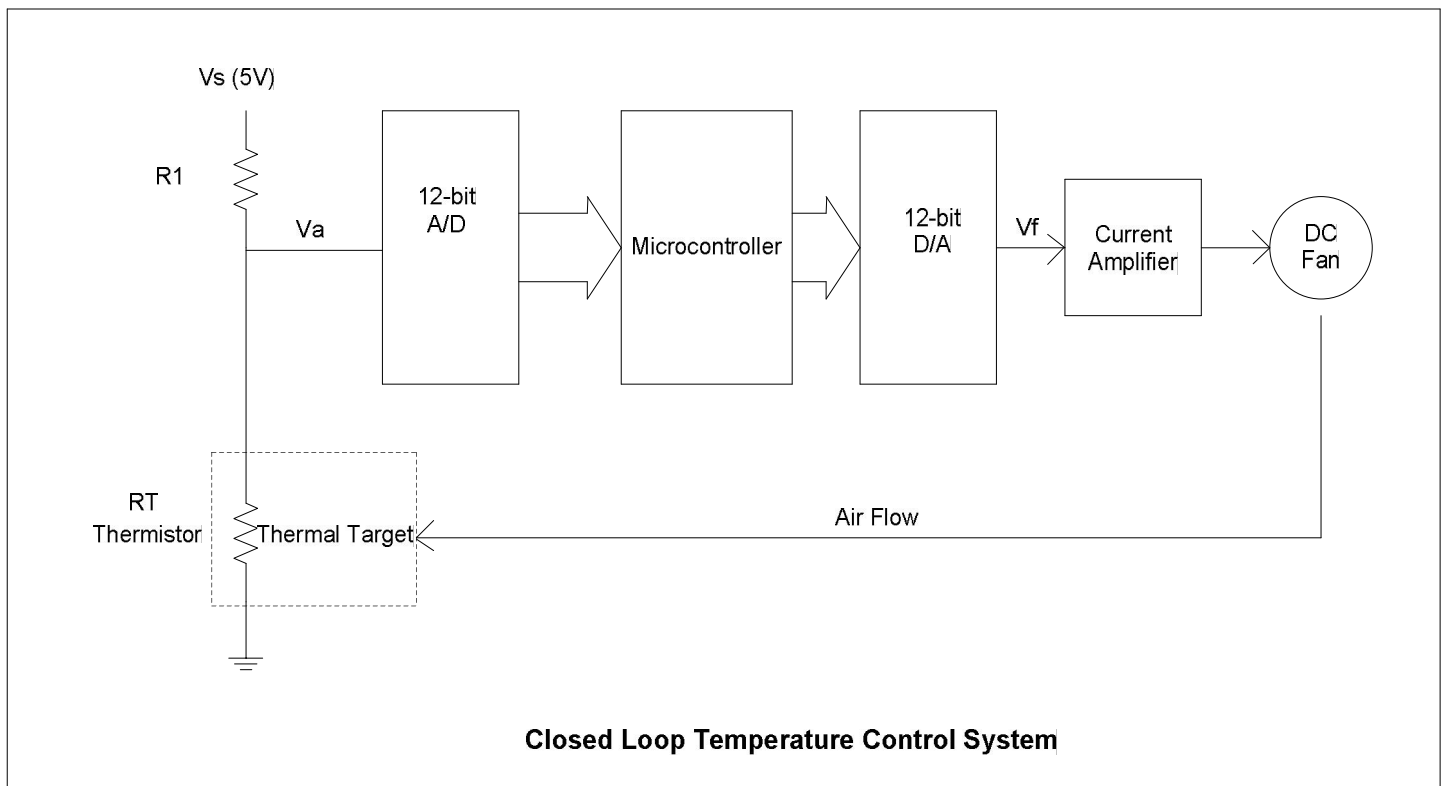 Vs (5V)
R1
Va
12-bit
A/D
Microcontroller
12-bit
D/A
Vf
Current
Amplifier
DC
Fan
RT
Thermistor
Thermal Target
Air Flow
Closed Loop Temperature Control System